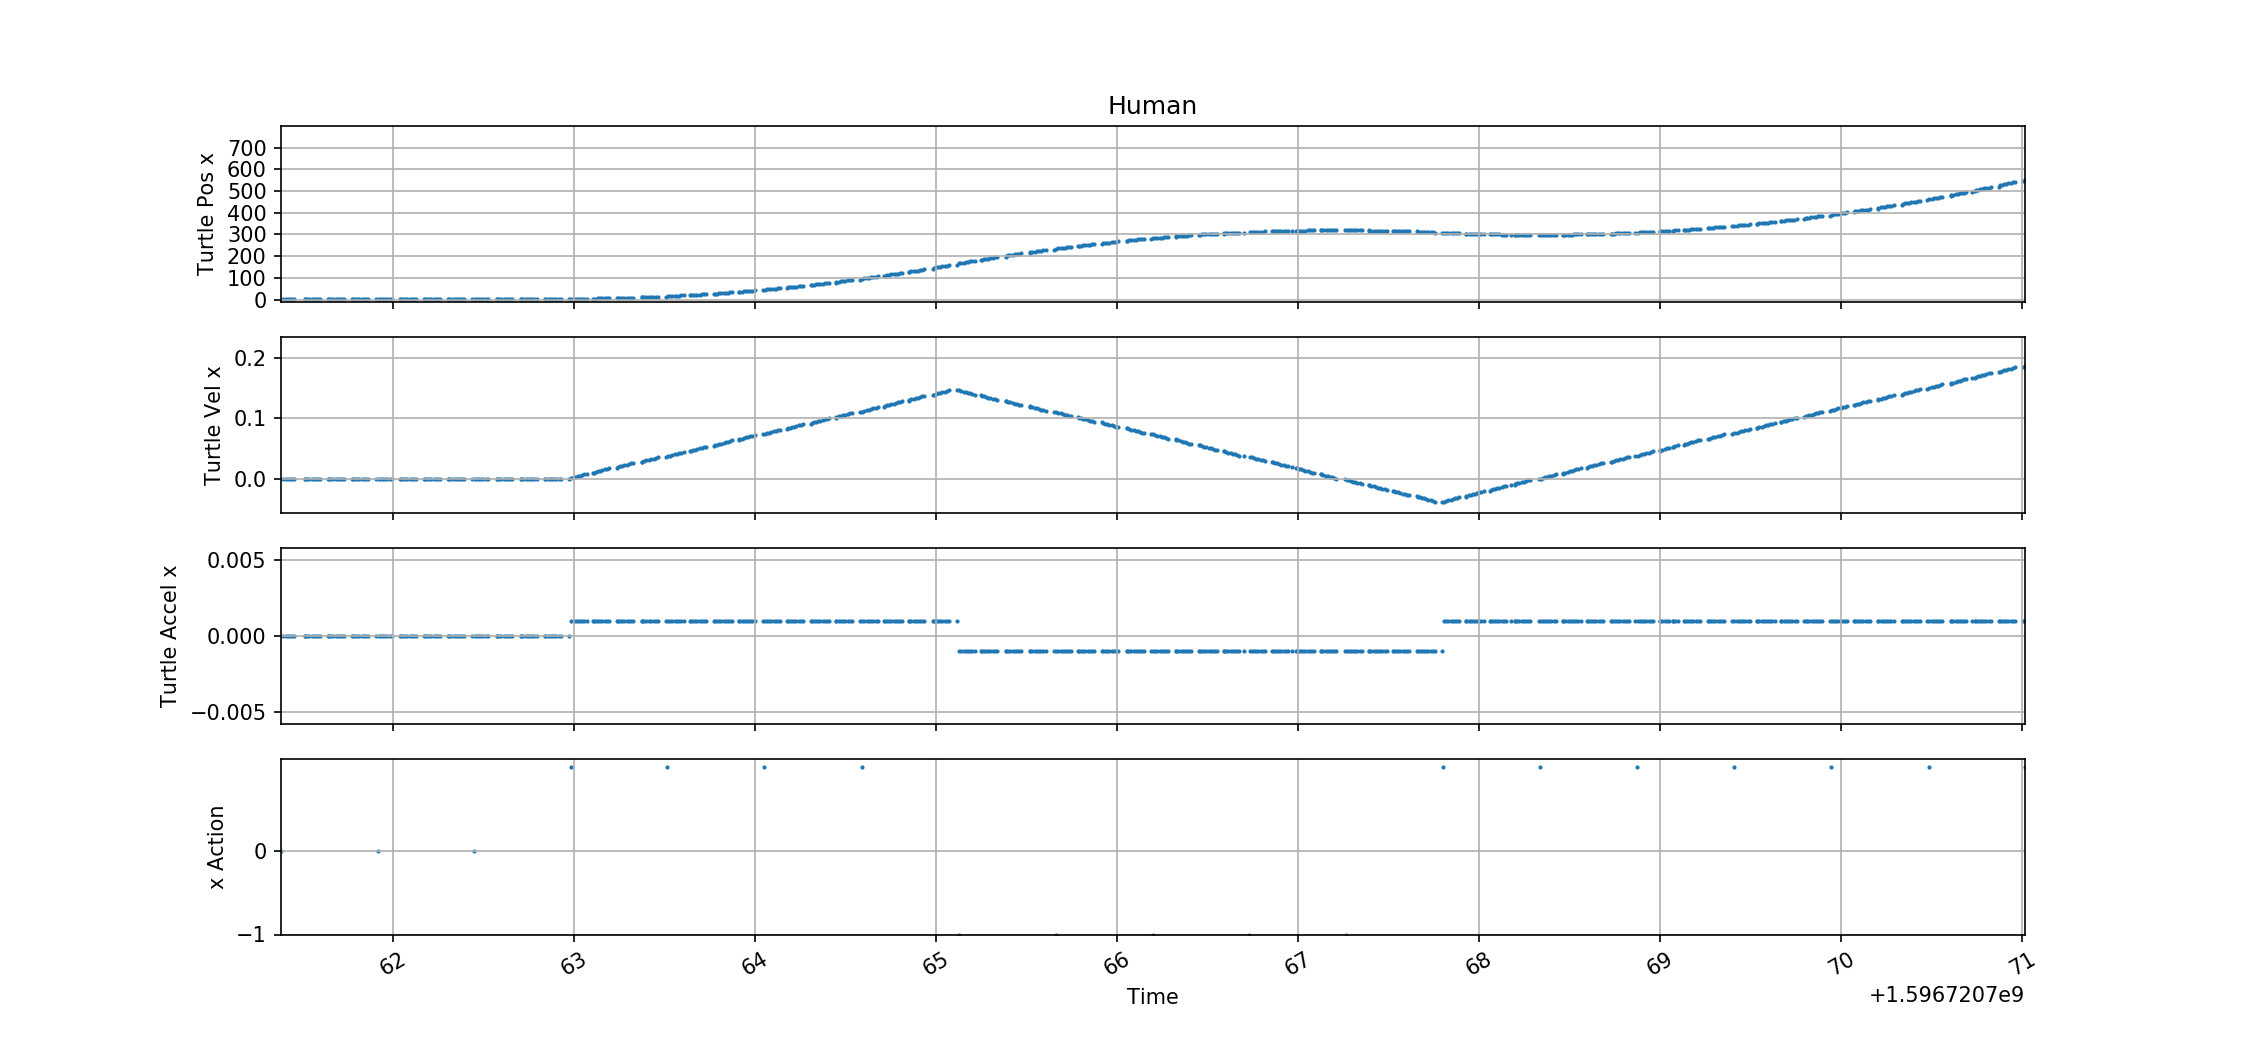 Human
Turtle Pos x
700
600
500
400
300
200
100
0
Turtle Vel x
0.2
0.1
0.0
Turtle Accel x
0.005
0.000
−0.005
x Action
0
−1
62 63 64 65 66 67 68 69 70 71
Time
+1.5967207e9